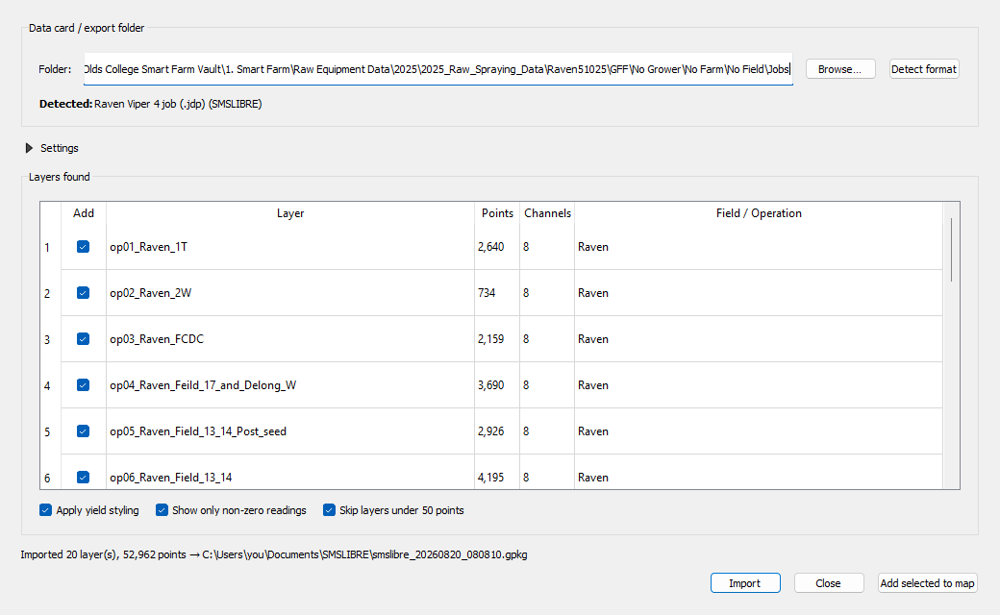 Data card / export folder
Folder: Olds College Smart Farm Vault\1. Smart Farm\Raw Equipment Data\2025\2025_Raw_Spraying_Data\Raven51025\GFF\No Grower\No Farm\No Field\Jobs Browse... Detect format
Detected: Raven Viper 4 job (.jdp) (SMSLIBRE)
Settings
Layers found
Add Layer Points Channels Field / Operation
1 op01_Raven_1T 2,640 8 Raven
2 op02_Raven_2W 734 8 Raven
3 op03_Raven_FCDC 2,159 8 Raven
4 op04_Raven_Feild_17_and_Delong_W 3,690 8 Raven
5 op05_Raven_Field_13_14_Post_seed 2,926 8 Raven
6 op06_Raven_Field_13_14 4,195 8 Raven
Apply yield styling Show only non-zero readings Skip layers under 50 points
Imported 20 layer(s), 52,962 points → C:\Users\you\Documents\SMSLIBRE\smslibre_20260820_080810.gpkg
Import Close Add selected to map